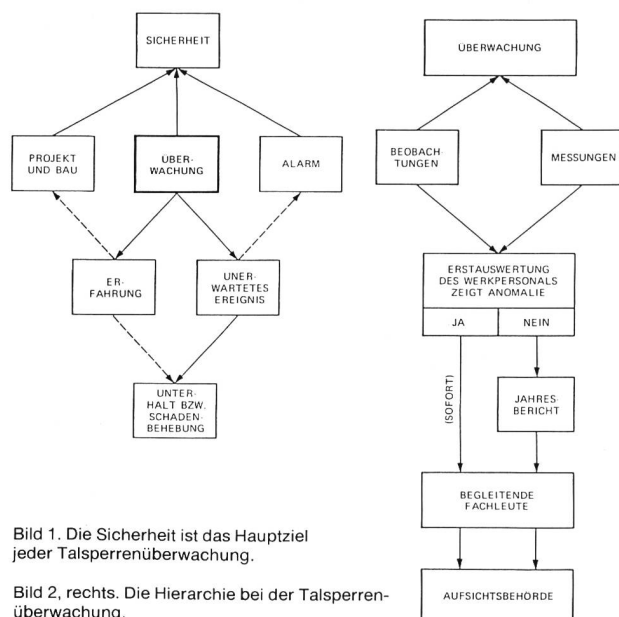 SICHERHEIT
PROJEKT
UND BAU
ÜBER-
WACHUNG
ALARM
ER-
FAHRUNG
UNER-
WARTETES
EREIGNIS
UNTER-
HALT BZW.
SCHADEN-
BEHEBUNG
Bild 1. Die Sicherheit ist das Hauptziel
jeder Talsperrenüberwachung.
Bild 2, rechts. Die Hierarchie bei der Talsperren-
überwachung.
ÜBERWACHUNG
BEOBACH-
TUNGEN
MESSUNGEN
ERSTAUSWERTUNG
DES WERKPERSONALS
ZEIGT ANOMALIE
JA
NEIN
(SOFORT)
JAHRES-
BERICHT
BEGLEITENDE
FACHLEUTE
AUFSICHTSBEHÖRDE